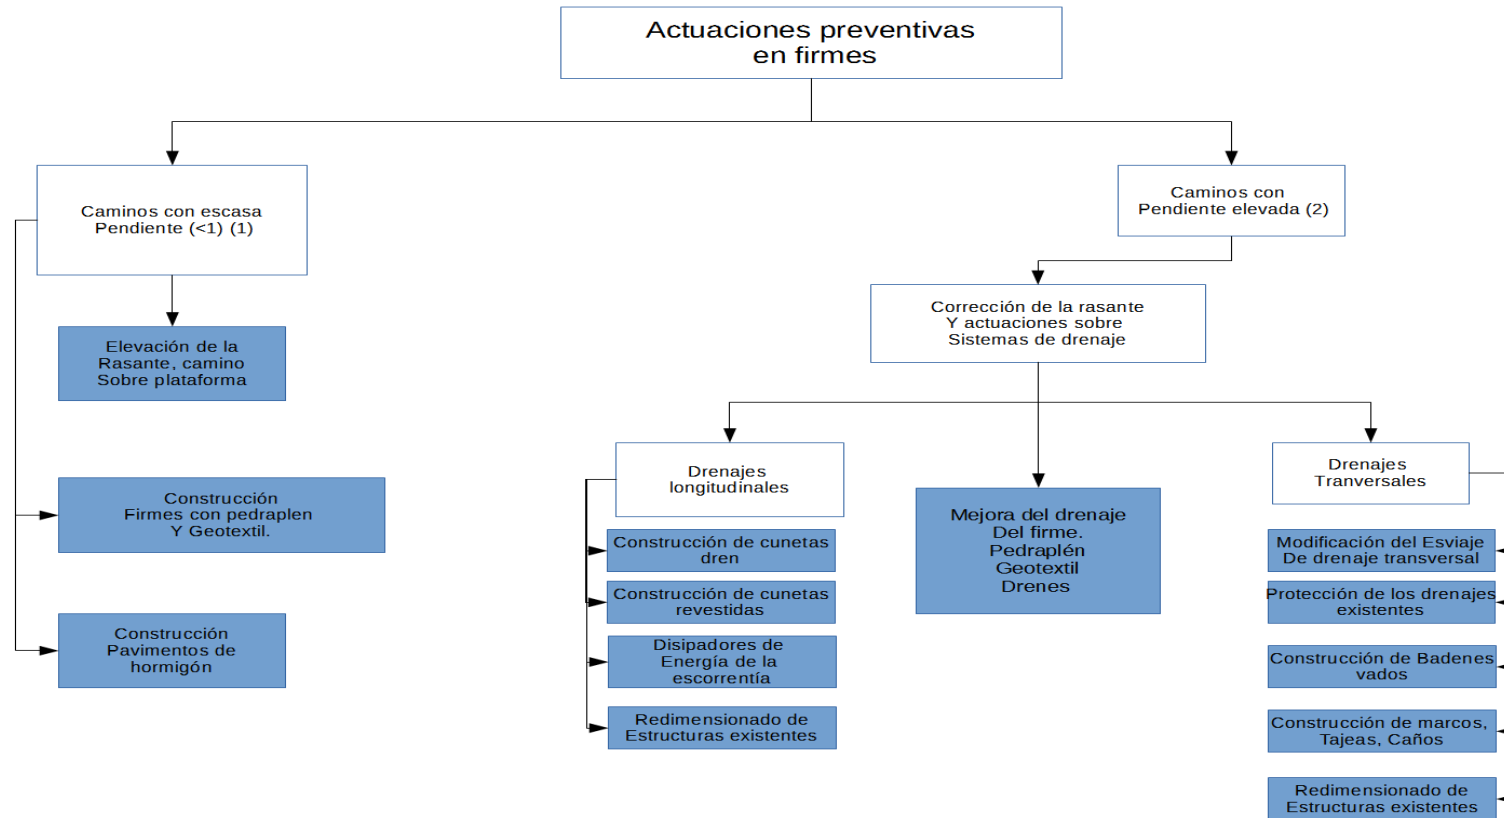 Actuaciones preventivas
en firmes
Caminos con escasa
Pendiente (<1) (1)
Caminos con
Pendiente elevada (2)
Corrección de la rasante
Y actuaciones sobre
Sistemas de drenaje
Elevación de la
Rasante, camino
Sobre plataforma
Construcción
Firmes con pedraplen
Y Geotextil.
Construcción
Pavimentos de
hormigón
Drenajes
longitudinales
Construcción de cunetas
dren
Construcción de cunetas
revestidas
Disipadores de
Energía de la
escorrentía
Redimensionado de
Estructuras existentes
Mejora del drenaje
Del firme.
Pedraplén
Geotextil
Drenes
Drenajes
Tranversales
Modificación del Esviaje
De drenaje transversal
Protección de los drenajes
existentes
Construcción de Badenes
vados
Construcción de marcos,
Tajeas, Caños
Redimensionado de
Estructuras existentes